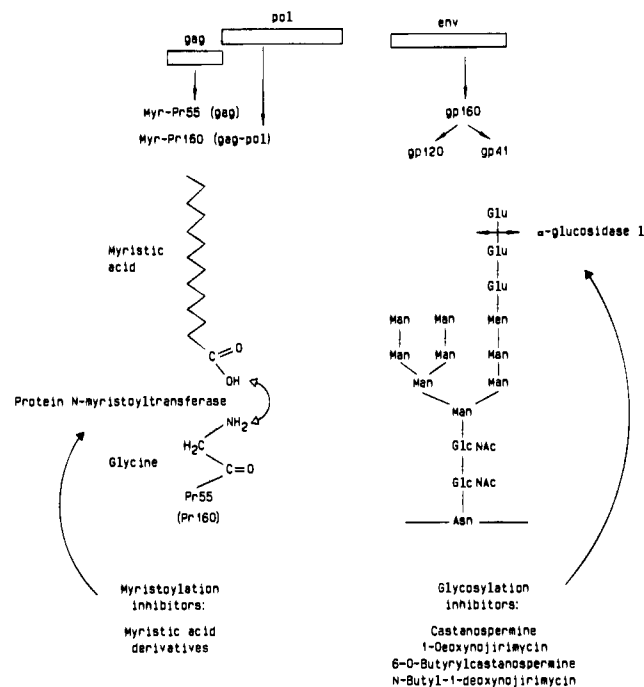 pol
gag
env
Myr-Pr55 (gag)
Myr-Pr160 (gag-pol)
gp160
gp120 gp41
Myristic
acid
C
O
OH
Protein N-myristoyltransferase
NH2
H2C
Glycine
C=O
Pr55
(Pr160)
Myristoylation
inhibitors:
Myristic acid
derivatives
Glu
α-glucosidase 1
Glu
Glu
Man Man Men
Man Man Man
Man Man
Man
Glc NAc
Glc NAc
Asn
Glycosylation
inhibitors:
Castanospermine
1-Deoxynojirimycin
6-O-Butyrylcastanospermine
N-Butyl-1-deoxynojirimycin